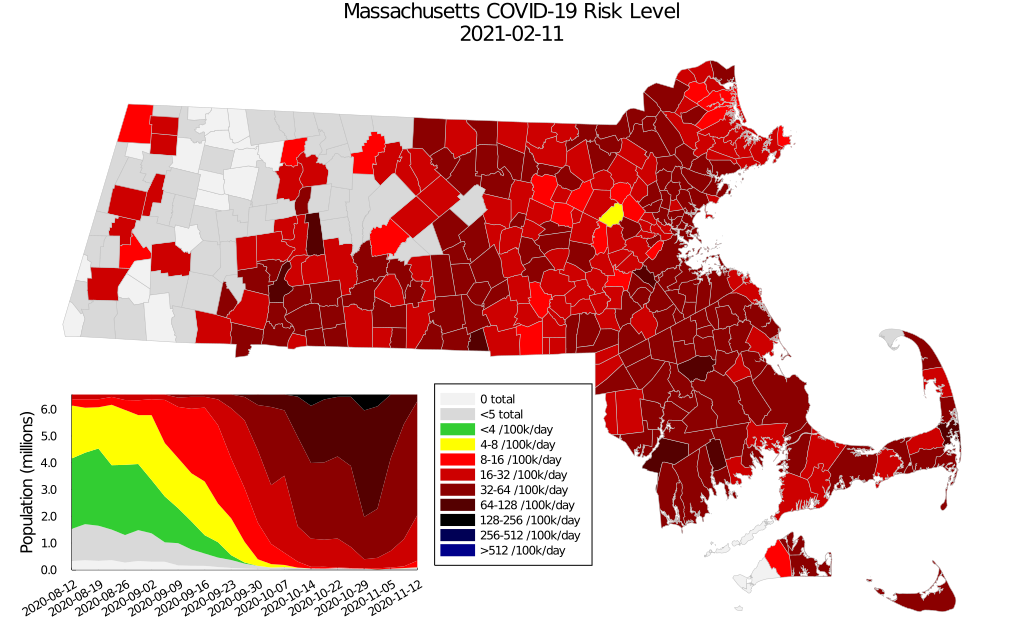 Massachusetts COVID-19 Risk Level
2021-02-11
Population (millions)
6.0
5.0
4.0
3.0
2.0
1.0
0.0
2020-08-12
2020-08-19
2020-08-26
2020-09-02
2020-09-09
2020-09-16
2020-09-23
2020-09-30
2020-10-07
2020-10-14
2020-10-22
2020-10-29
2020-11-05
2020-11-12
0 total
<5 total
<4 /100k/day
4-8 /100k/day
8-16 /100k/day
16-32 /100k/day
32-64 /100k/day
64-128 /100k/day
128-256 /100k/day
256-512 /100k/day
>512 /100k/day